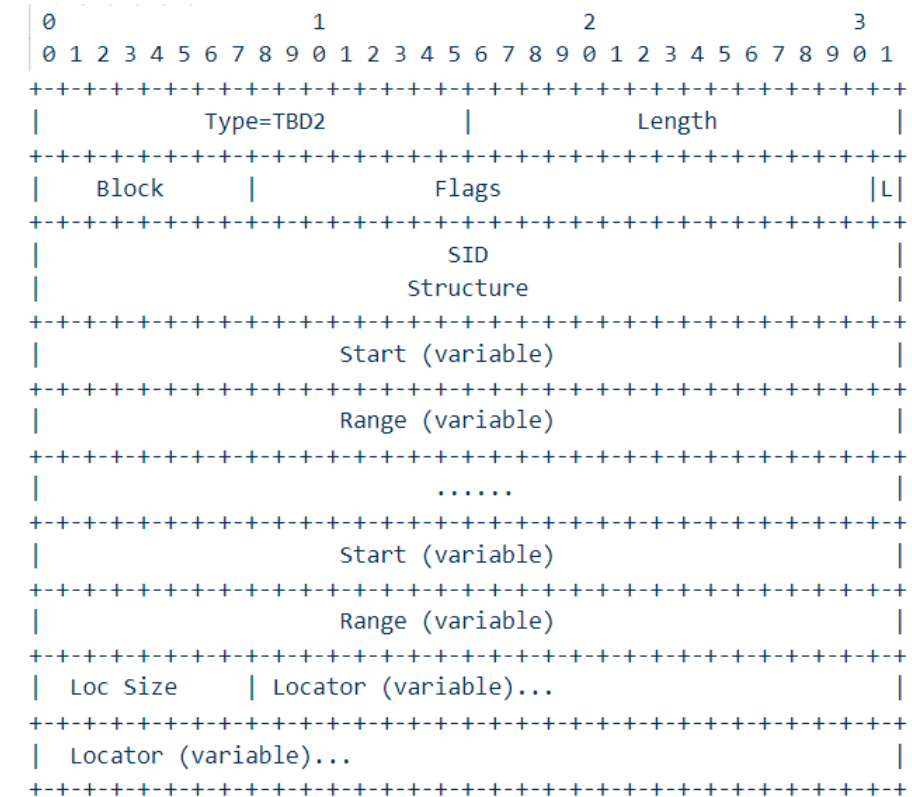 0                   1                   2                   3
0 1 2 3 4 5 6 7 8 9 0 1 2 3 4 5 6 7 8 9 0 1 2 3 4 5 6 7 8 9 0 1
+-+-+-+-+-+-+-+-+-+-+-+-+-+-+-+-+-+-+-+-+-+-+-+-+-+-+-+-+-+-+-+-+
|            Type=TBD2          |            Length             |
+-+-+-+-+-+-+-+-+-+-+-+-+-+-+-+-+-+-+-+-+-+-+-+-+-+-+-+-+-+-+-+-+
|    Block      |             Flags                           |L|
+-+-+-+-+-+-+-+-+-+-+-+-+-+-+-+-+-+-+-+-+-+-+-+-+-+-+-+-+-+-+-+-+
|                              SID                              |
|                           Structure                           |
+-+-+-+-+-+-+-+-+-+-+-+-+-+-+-+-+-+-+-+-+-+-+-+-+-+-+-+-+-+-+-+-+
|                      Start (variable)                         |
+-+-+-+-+-+-+-+-+-+-+-+-+-+-+-+-+-+-+-+-+-+-+-+-+-+-+-+-+-+-+-+-+
|                      Range (variable)                         |
+-+-+-+-+-+-+-+-+-+-+-+-+-+-+-+-+-+-+-+-+-+-+-+-+-+-+-+-+-+-+-+-+
|                             ......                            |
+-+-+-+-+-+-+-+-+-+-+-+-+-+-+-+-+-+-+-+-+-+-+-+-+-+-+-+-+-+-+-+-+
|                      Start (variable)                         |
+-+-+-+-+-+-+-+-+-+-+-+-+-+-+-+-+-+-+-+-+-+-+-+-+-+-+-+-+-+-+-+-+
|                      Range (variable)                         |
+-+-+-+-+-+-+-+-+-+-+-+-+-+-+-+-+-+-+-+-+-+-+-+-+-+-+-+-+-+-+-+-+
|  Loc Size     | Locator (variable)...                         |
+-+-+-+-+-+-+-+-+-+-+-+-+-+-+-+-+-+-+-+-+-+-+-+-+-+-+-+-+-+-+-+-+
|  Locator (variable)...                                        |
+-+-+-+-+-+-+-+-+-+-+-+-+-+-+-+-+-+-+-+-+-+-+-+-+-+-+-+-+-+-+-+-+